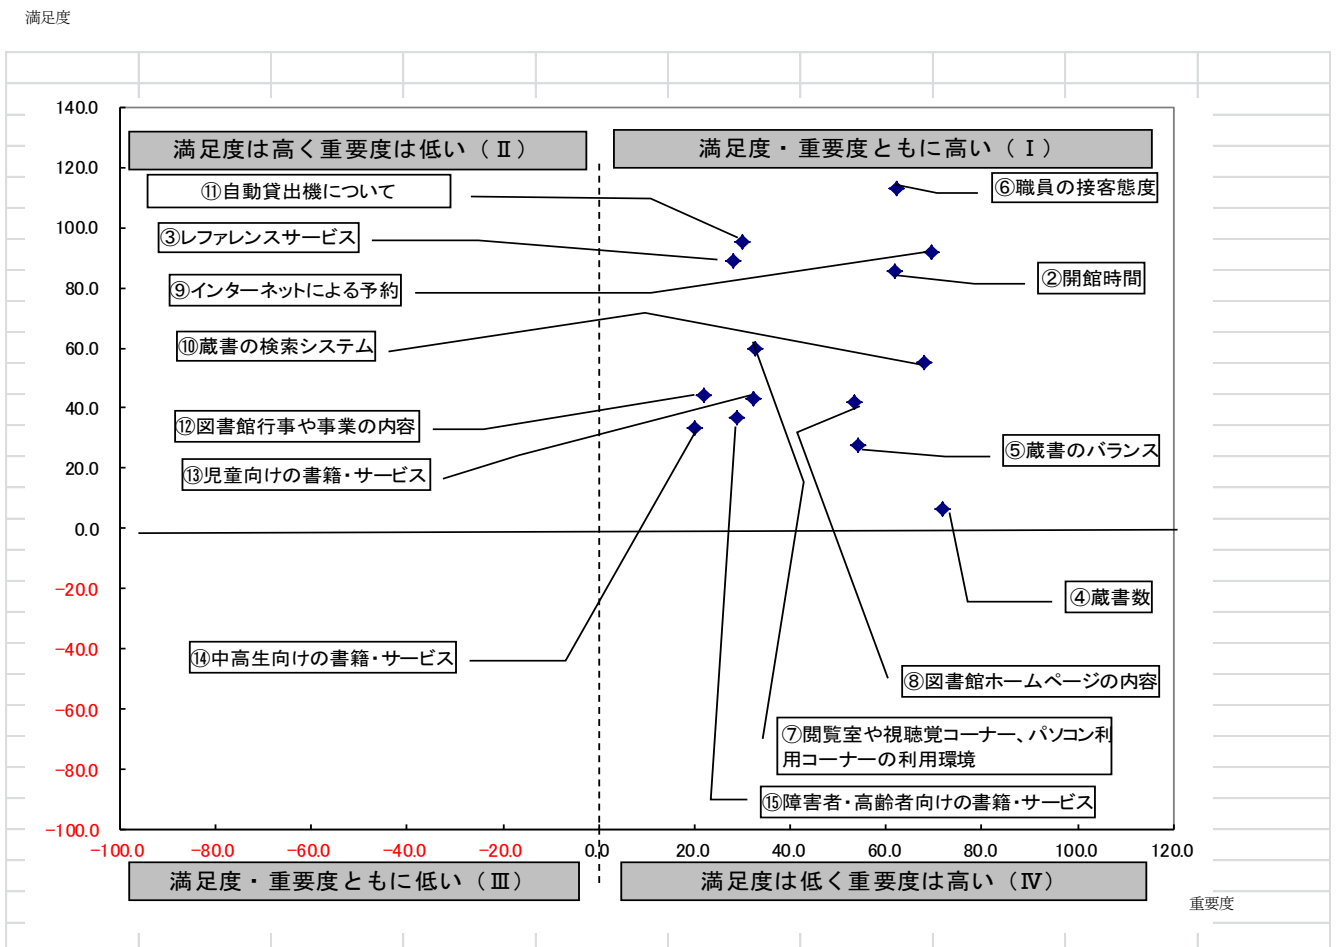 満足度
140.0
満足度は高く重要度は低い（Ⅱ）
満足度・重要度ともに高い（Ⅰ）
120.0
⑪自動貸出機について
⑥職員の接客態度
100.0
③レファレンスサービス
②開館時間
80.0
⑨インターネットによる予約
⑩蔵書の検索システム
60.0
40.0
⑫図書館行事や事業の内容
⑤蔵書のバランス
20.0
⑬児童向けの書籍・サービス
0.0
−20.0
④蔵書数
−40.0
⑭中高生向けの書籍・サービス
⑧図書館ホームページの内容
−60.0
⑦閲覧室や視聴覚コーナー、パソコン利
用コーナーの利用環境
−80.0
⑮障害者・高齢者向けの書籍・サービス
−100.0
−100.0 −80.0 −60.0 −40.0 −20.0 0.0 20.0 40.0 60.0 80.0 100.0 120.0
満足度・重要度ともに低い（Ⅲ）
満足度は低く重要度は高い（Ⅳ）
重要度